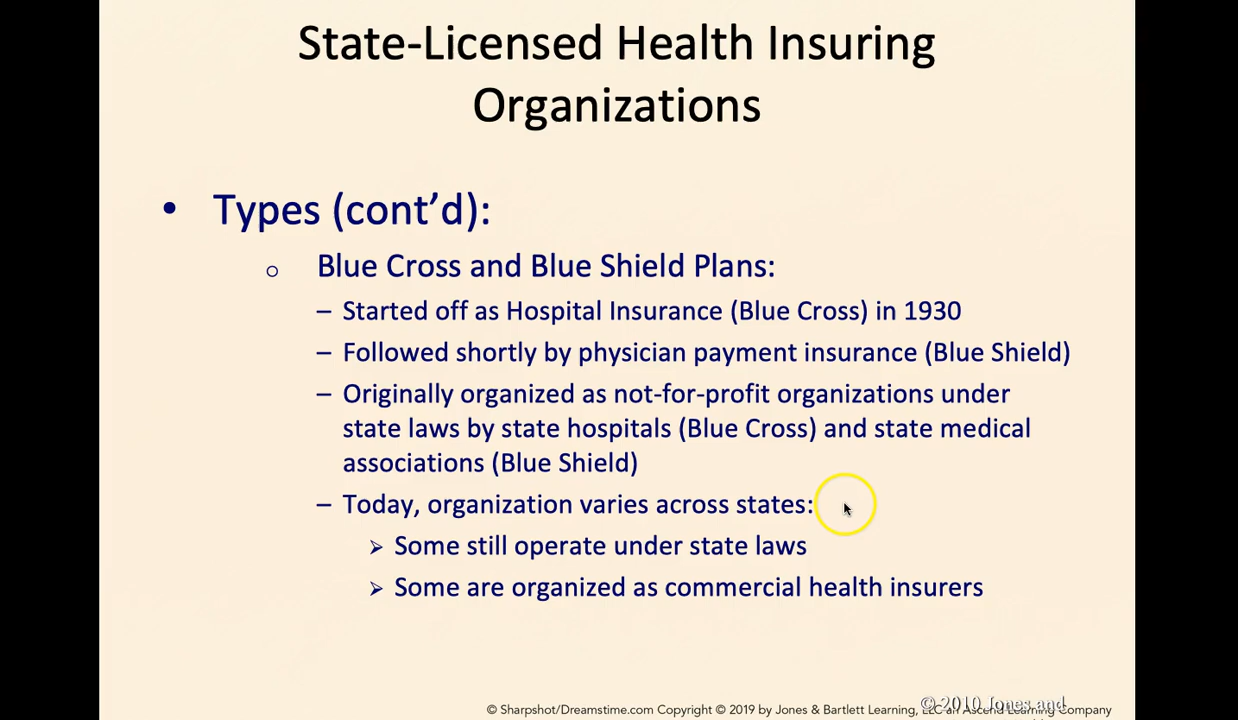 State-Licensed Health Insuring
Organizations
• Types (cont’d):
○ Blue Cross and Blue Shield Plans:
– Started off as Hospital Insurance (Blue Cross) in 1930
– Followed shortly by physician payment insurance (Blue Shield)
– Originally organized as not-for-profit organizations under
state laws by state hospitals (Blue Cross) and state medical
associations (Blue Shield)
– Today, organization varies across states:
➢ Some still operate under state laws
➢ Some are organized as commercial health insurers
© Sharpshot/Dreamstime.com Copyright © 2019 by Jones & Bartlett Learning, LLC an Ascend Learning Company
© 2010 Jones and